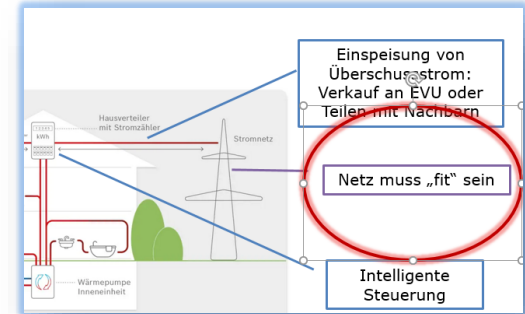 Einspeisung von
Überschussstrom:
Verkauf an EVU oder
Teilen mit Nachbarn
Hausverteiler
mit Stromzähler
kWh
Stromnetz
Netz muss „fit“ sein
Intelligente
Steuerung
Wärmepumpe
Inneneinheit